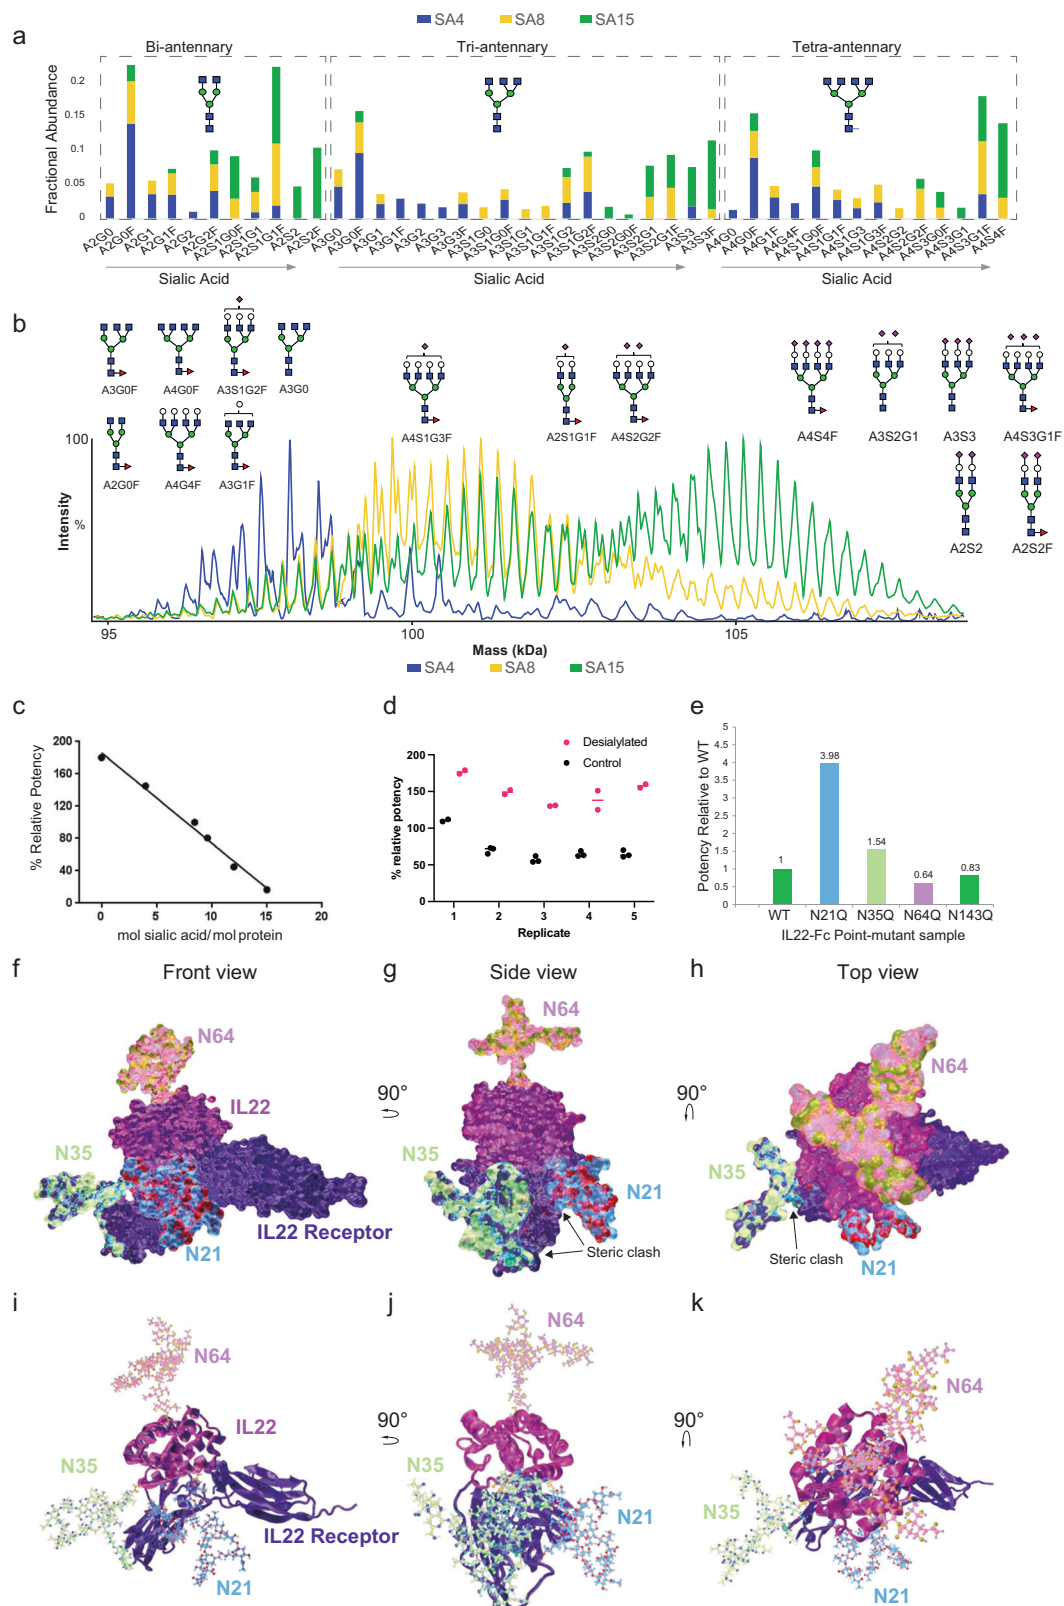 SA4 SA8 SA15
a
Bi-antennary Tri-antennary Tetra-antennary
Fractional Abundance
0.2
0.15
0.1
0.05
0
A2G0 A2G0F A2G1 A2G1F A2G2 A2G2F A2S1G0F A2S1G1 A2S1G1F A2S2 A2S2F A3G0 A3G0F A3G1 A3G1F A3G2 A3G3 A3G3F A3S1G0 A3S1G0F A3S1G1 A3S1G1F A3S1G2 A3S1G2F A3S2G0 A3S2G0F A3S2G1 A3S2G1F A3S3 A3S3F A4G0 A4G0F A4G1F A4G4F A4S1G0F A4S1G1F A4S1G3 A4S1G3F A4S2G2 A4S2G2F A4S3G0F A4S3G1 A4S3G1F A4S4F
Sialic Acid Sialic Acid Sialic Acid
b
A3G0F A4G0F A3S1G2F A3G0
A4S1G3F A2S1G1F A4S2G2F A4S4F A3S2G1 A3S3 A4S3G1F
A2G0F A4G4F A3G1F
A2S2 A2S2F
100
Intensity
%
95 100 105
Mass (kDa)
SA4 SA8 SA15
c
% Relative Potency
200
160
120
80
40
0
0 5 10 15 20
mol sialic acid/mol protein
d
Desialylated
Control
% relative potency
200
150
100
50
0
1 2 3 4 5
Replicate
e
Potency Relative to WT
5
4.5
4
3.5
3
2.5
2
1.5
1
0.5
0
1 3.98 1.54 0.64 0.83
WT N21Q N35Q N64Q N143Q
IL22-Fc Point-mutant sample
f Front view
N64
IL22
N35
IL22 Receptor
N21
90°
g Side view
N64
N35
N21
Steric clash
90°
h Top view
N64
N35
Steric clash
N21
i
N64
IL22
N35
IL22 Receptor
N21
90°
j
N64
N35
N21
90°
k
N64
N35
N21